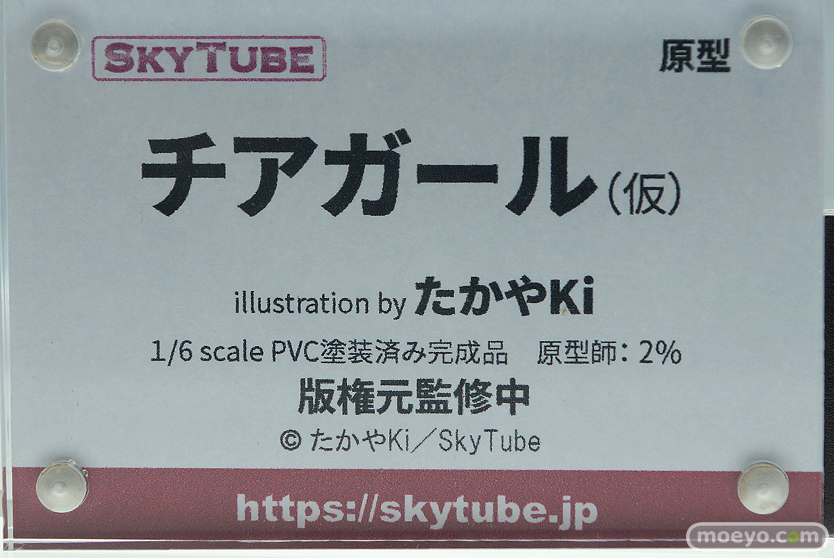 SKYTUBE
原型
チアガール（仮）
illustration by たかやKi
1/6 scale PVC塗装済み完成品　原型師：2%
版権元監修中
© たかやKi／SkyTube
https://skytube.jp
moeyo.com